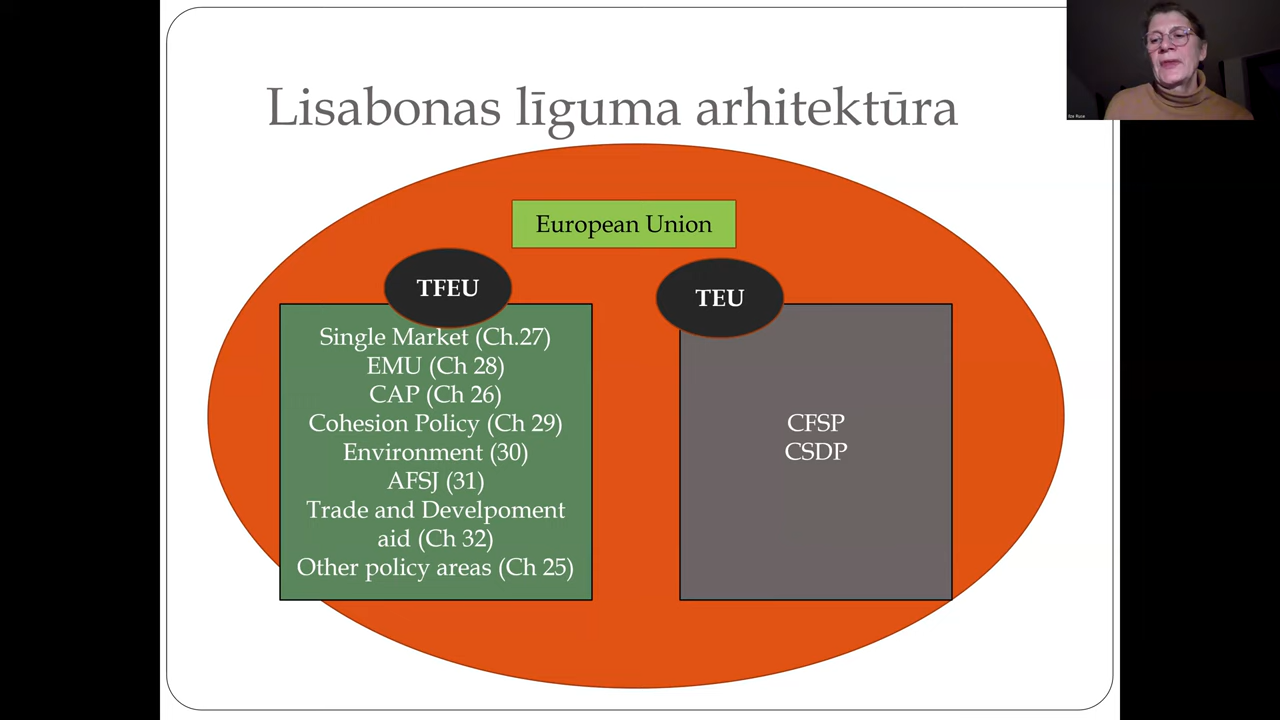 Lisabonas līguma arhitektūra
European Union
TFEU
Single Market (Ch.27)
EMU (Ch 28)
CAP (Ch 26)
Cohesion Policy (Ch 29)
Environment (30)
AFSJ (31)
Trade and Develpoment
aid (Ch 32)
Other policy areas (Ch 25)
TEU
CFSP
CSDP